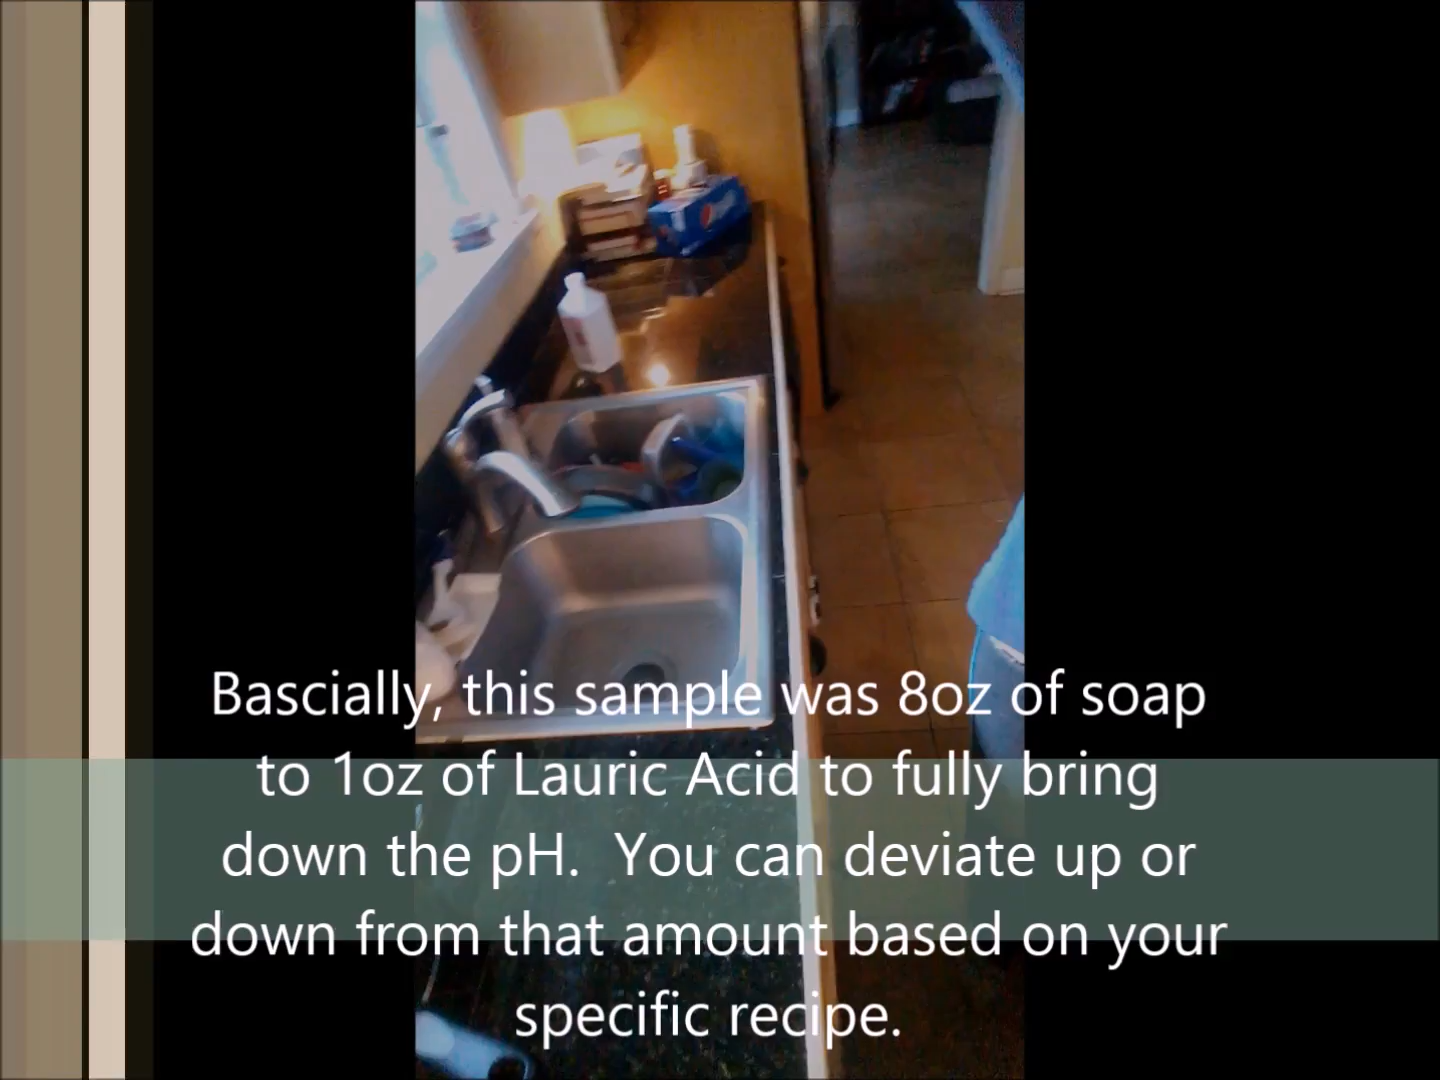 Bascially, this sample was 8oz of soap
to 1oz of Lauric Acid to fully bring
down the pH.  You can deviate up or
down from that amount based on your
specific recipe.